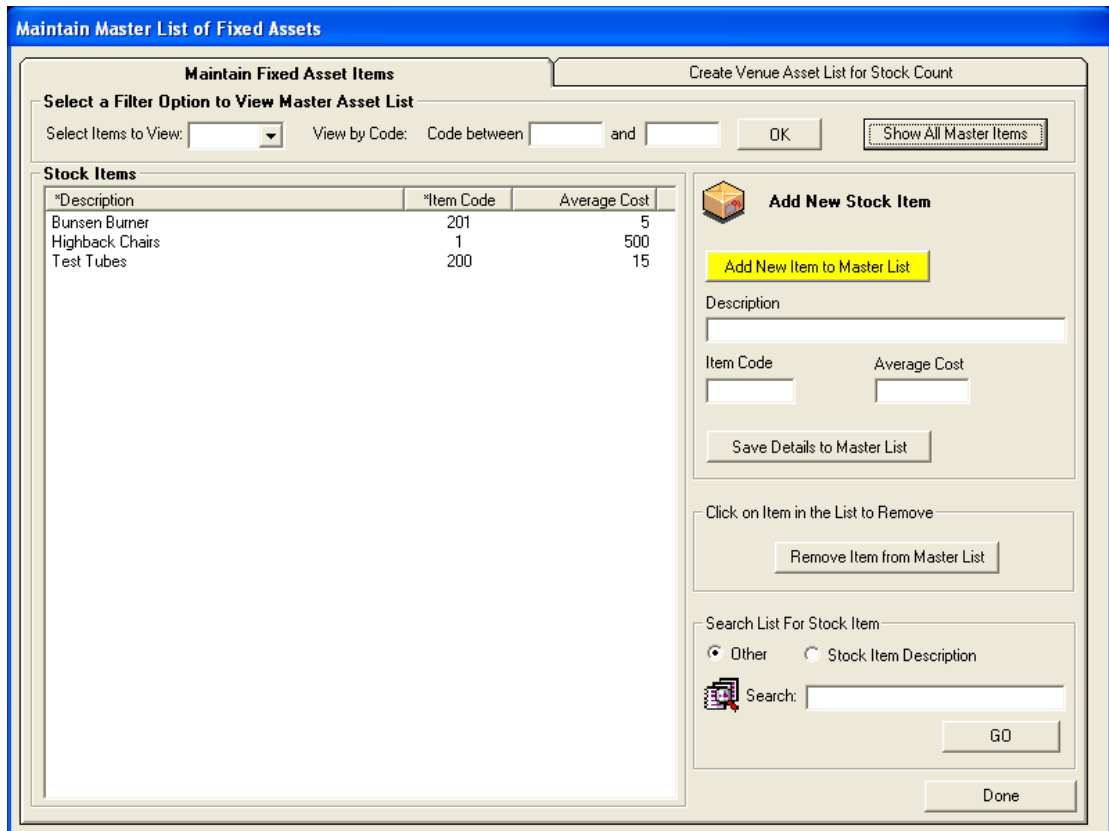 Maintain Master List of Fixed Assets
Maintain Fixed Asset Items
Create Venue Asset List for Stock Count
Select a Filter Option to View Master Asset List
Select Items to View: View by Code: Code between and OK Show All Master Items
Stock Items
*Description *Item Code Average Cost
Bunsen Burner 201 5
Highback Chairs 1 500
Test Tubes 200 15
Add New Stock Item
Add New Item to Master List
Description
Item Code Average Cost
Save Details to Master List
Click on Item in the List to Remove
Remove Item from Master List
Search List For Stock Item
Other Stock Item Description
Search:
GO
Done